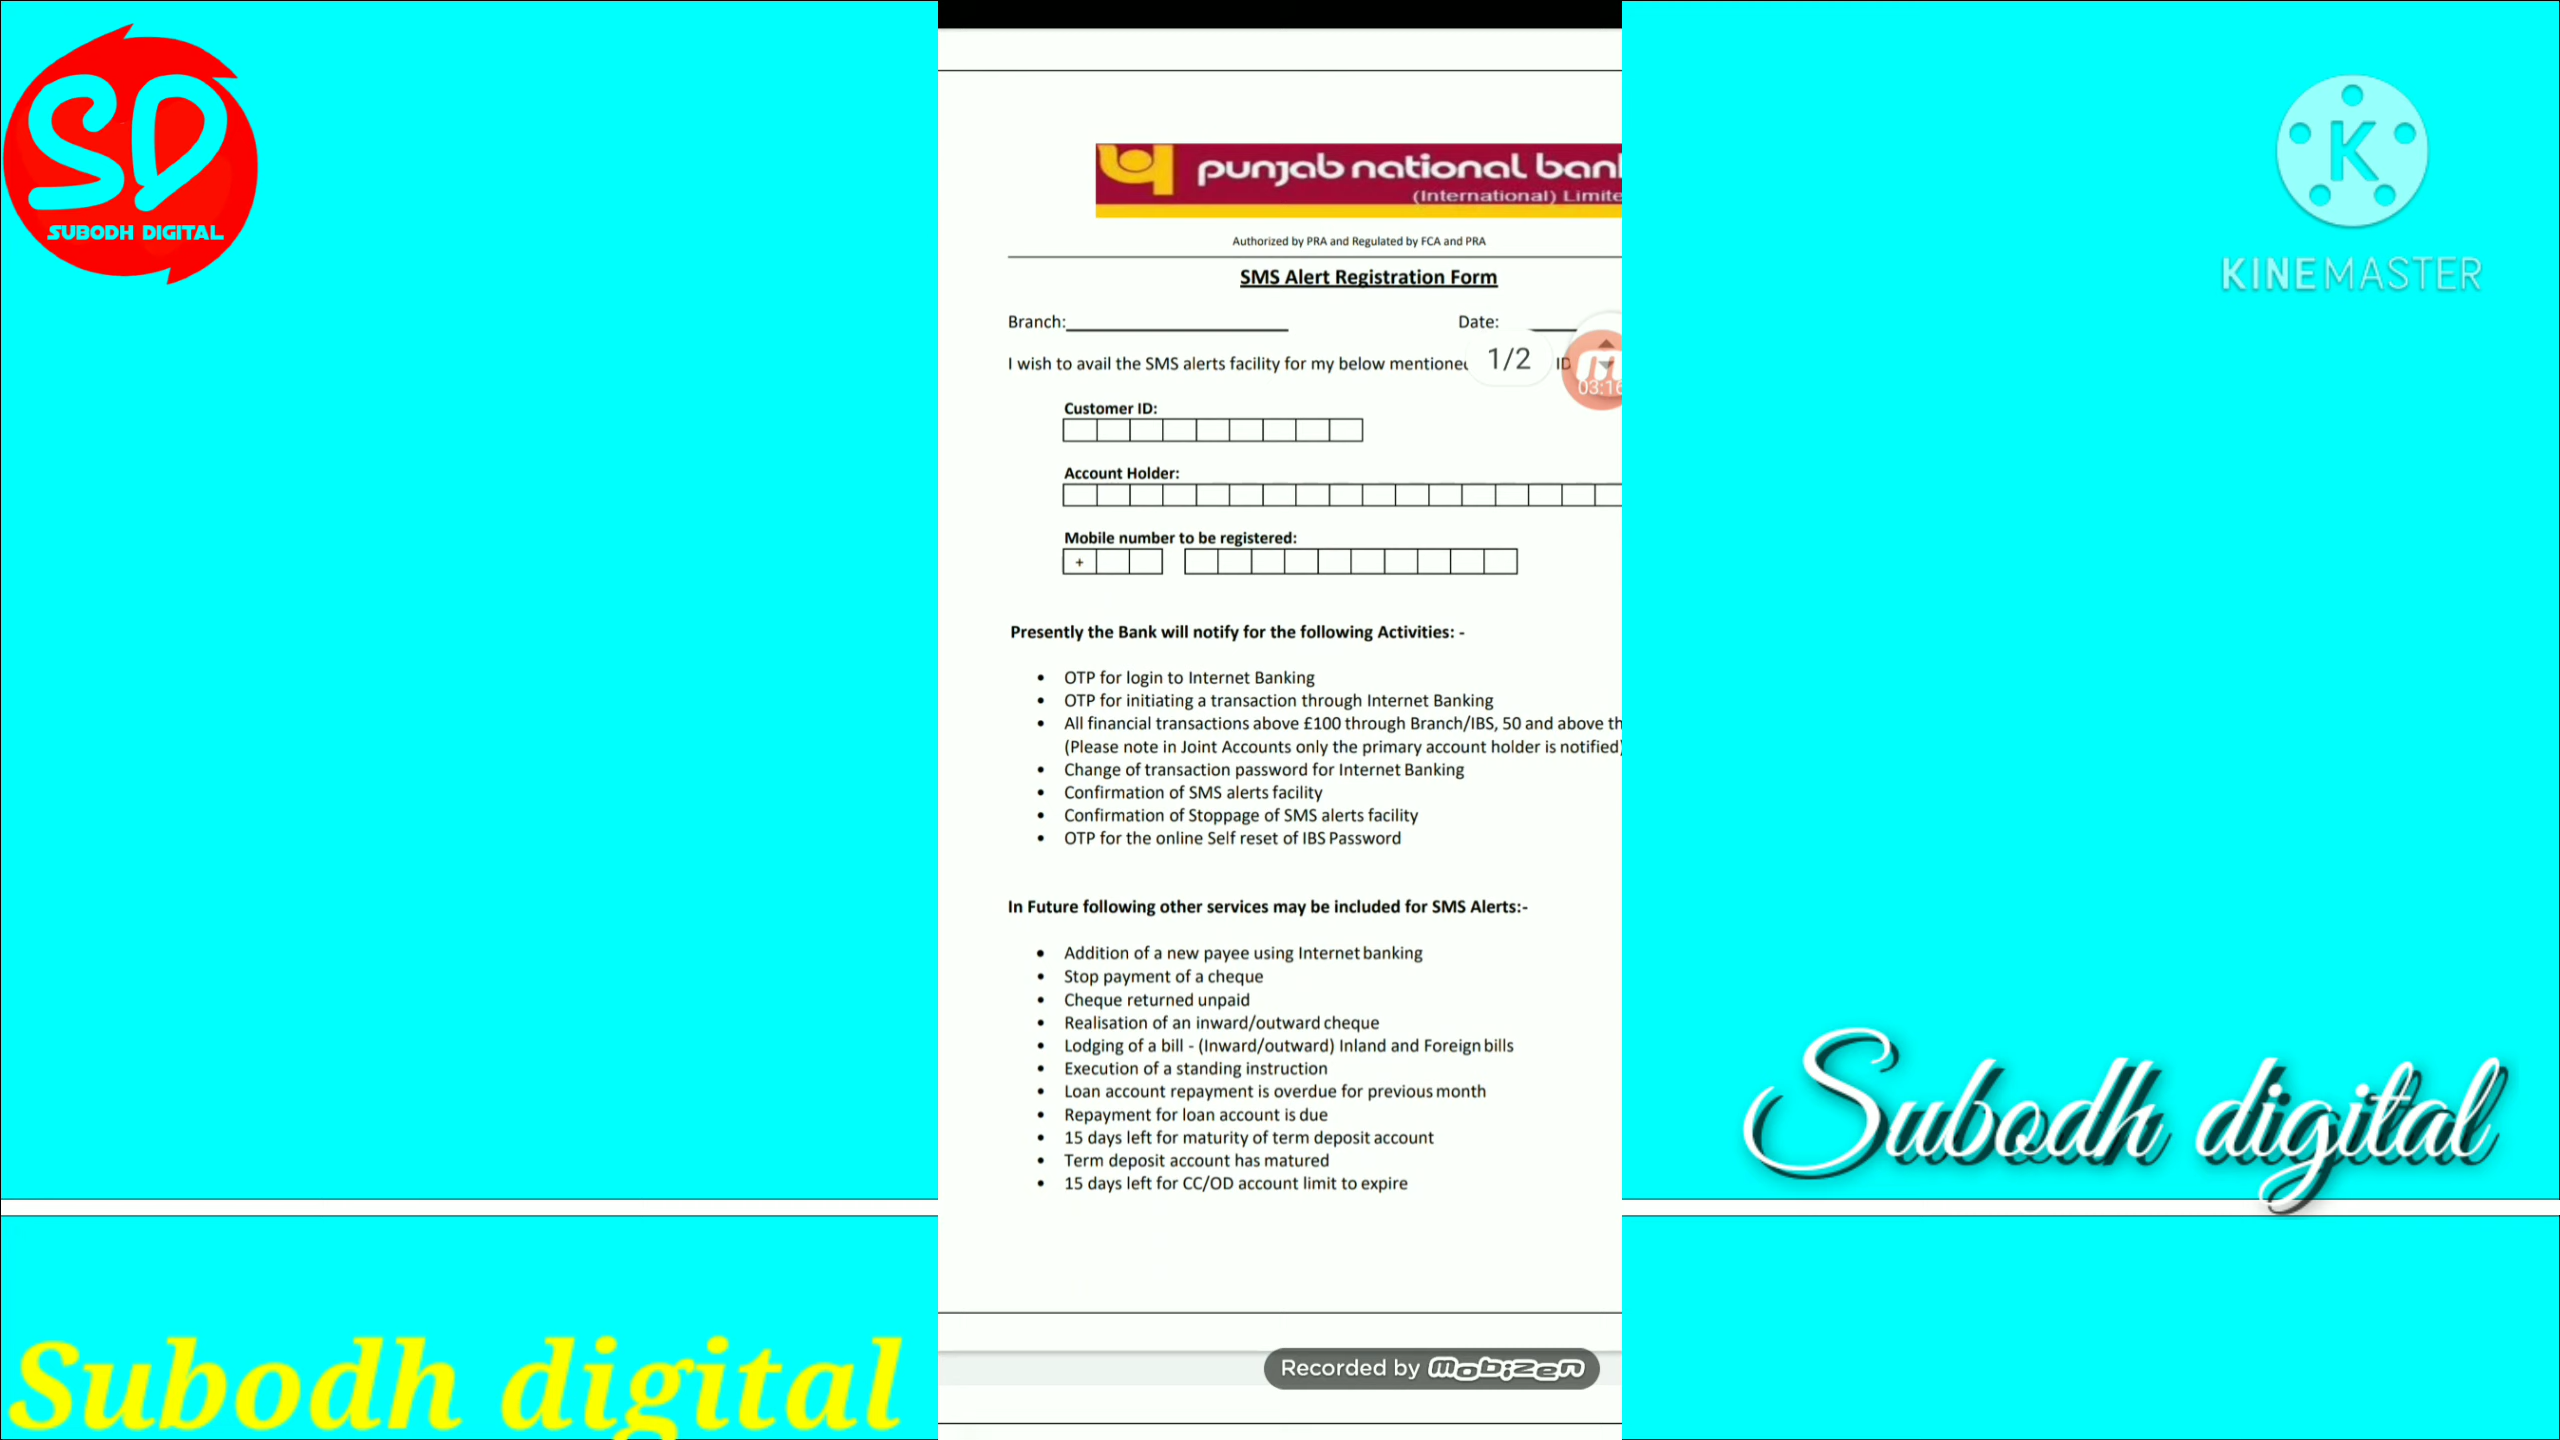 SD
SUBODH DIGITAL
K
KINEMASTER
punjab national ban
(International) Limite
Authorized by PRA and Regulated by FCA and PRA
SMS Alert Registration Form
Branch:
Date:
I wish to avail the SMS alerts facility for my below mentioned ID
1/2
03:16
Customer ID:
Account Holder:
Mobile number to be registered:
+
Presently the Bank will notify for the following Activities: -
• OTP for login to Internet Banking
• OTP for initiating a transaction through Internet Banking
• All financial transactions above £100 through Branch/IBS, 50 and above th
(Please note in Joint Accounts only the primary account holder is notified)
• Change of transaction password for Internet Banking
• Confirmation of SMS alerts facility
• Confirmation of Stoppage of SMS alerts facility
• OTP for the online Self reset of IBS Password
In Future following other services may be included for SMS Alerts:-
• Addition of a new payee using Internet banking
• Stop payment of a cheque
• Cheque returned unpaid
• Realisation of an inward/outward cheque
• Lodging of a bill - (Inward/outward) Inland and Foreign bills
• Execution of a standing instruction
• Loan account repayment is overdue for previous month
• Repayment for loan account is due
• 15 days left for maturity of term deposit account
• Term deposit account has matured
• 15 days left for CC/OD account limit to expire
Subodh digital
Subodh digital
Recorded by mobizen